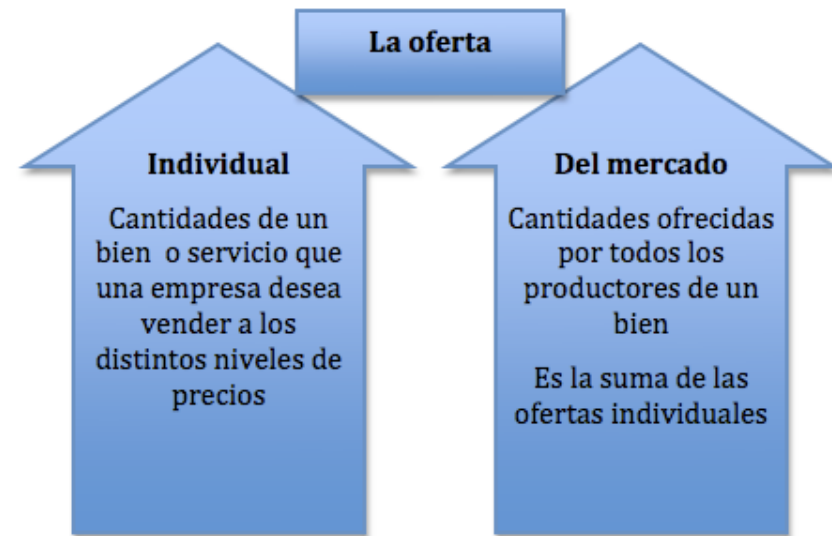 La oferta
Individual
Cantidades de un
bien o servicio que
una empresa desea
vender a los
distintos niveles de
precios
Del mercado
Cantidades ofrecidas
por todos los
productores de un
bien
Es la suma de las
ofertas individuales